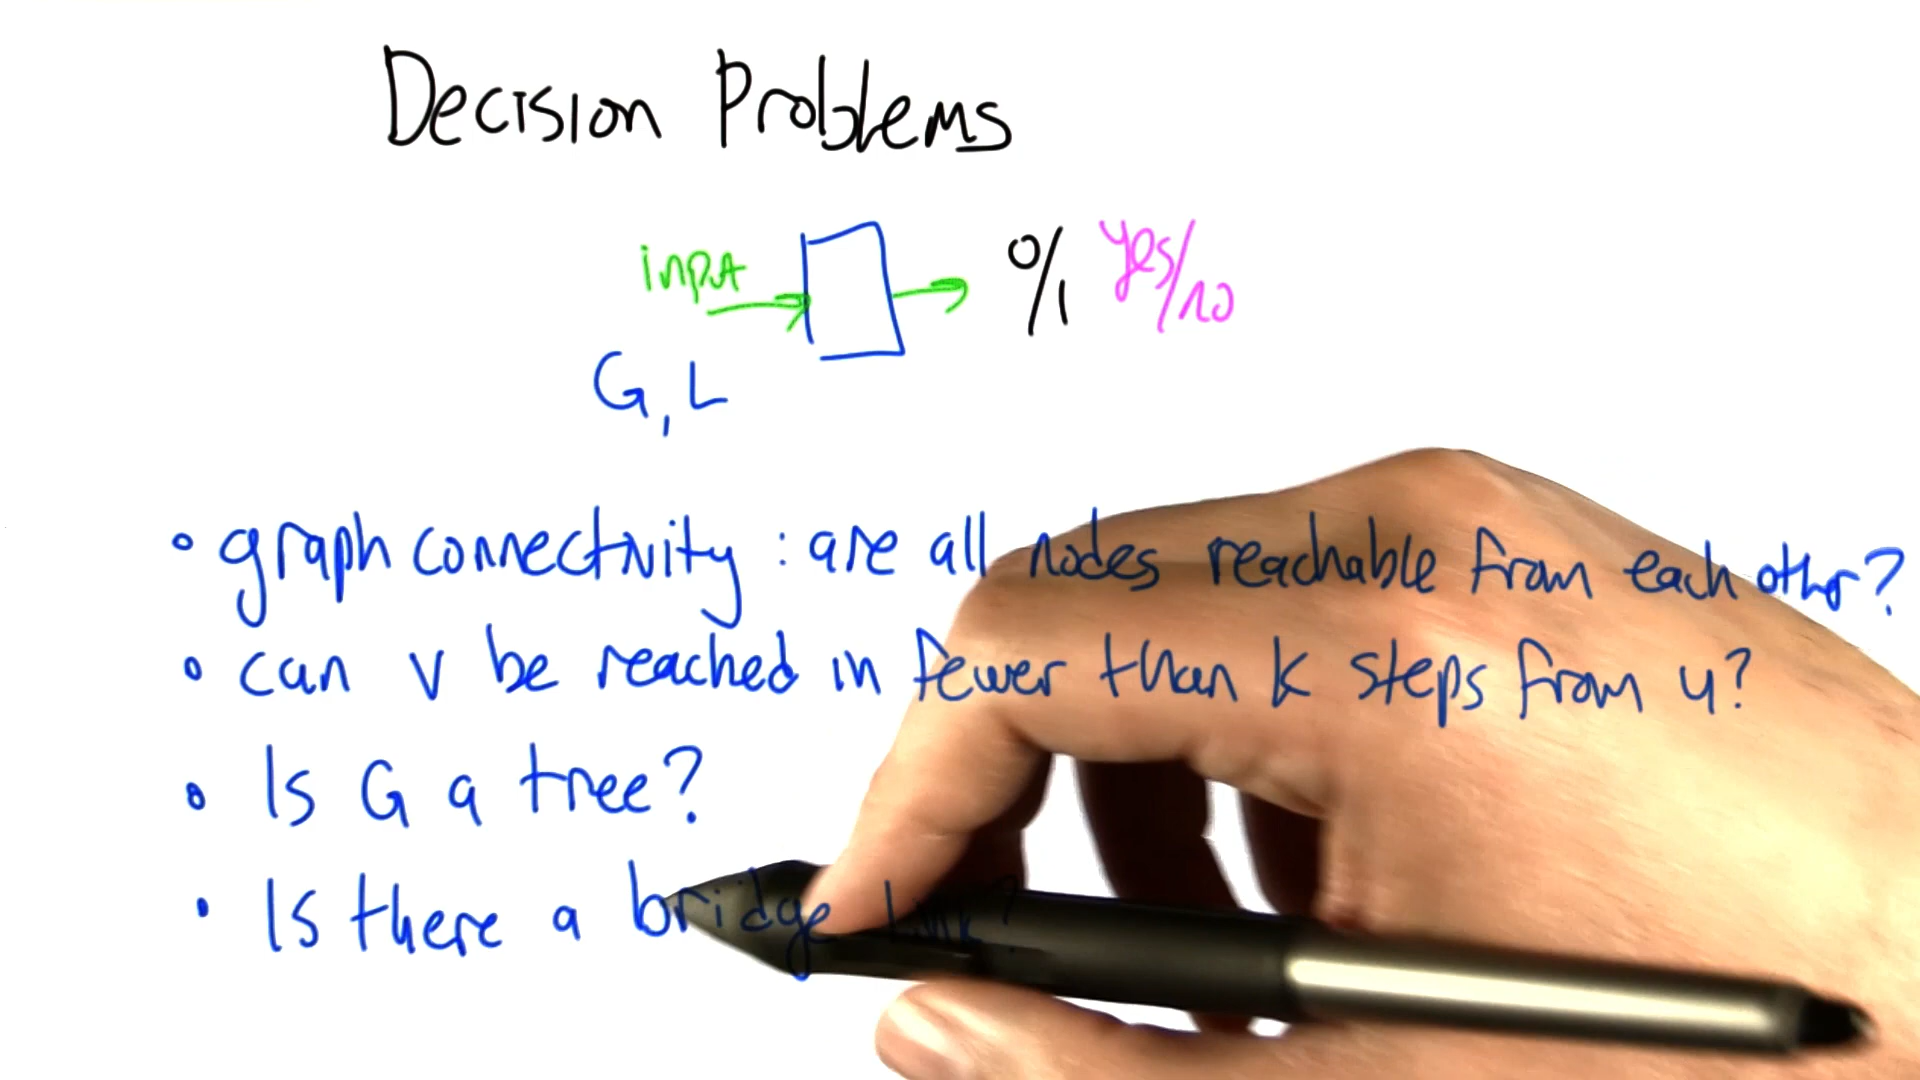 Decision Problems
input
0/1 yes/no
G, L
• graph connectivity : are all nodes reachable from each other?
• can v be reached in fewer than k steps from u?
• Is G a tree?
• Is there a bridge link?